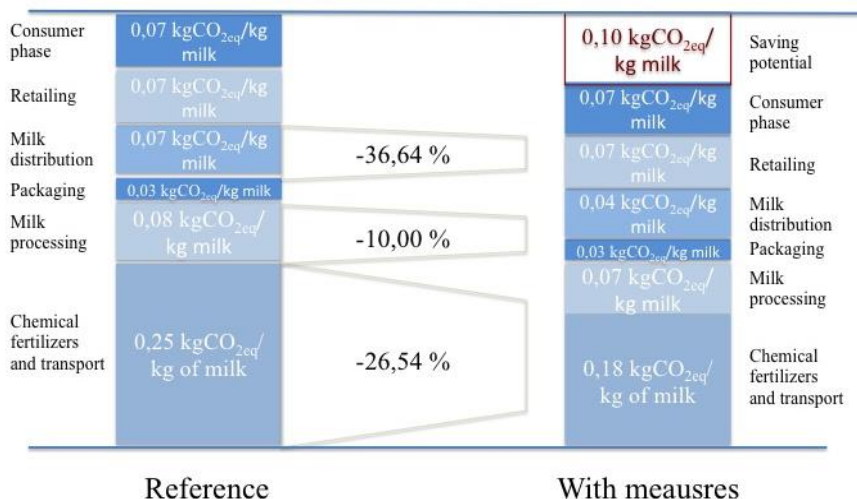 Consumer
phase
0,07 kgCO2eq/kg
milk
Retailing
0,07 kgCO2eq/kg
milk
Milk
distribution
0,07 kgCO2eq/kg
milk
Packaging
0,03 kgCO2eq/kg milk
Milk
processing
0,08 kgCO2eq/
kg milk
Chemical
fertilizers
and transport
0,25 kgCO2eq/
kg of milk
-36,64 %
-10,00 %
-26,54 %
0,10 kgCO2eq/
kg milk
Saving
potential
0,07 kgCO2eq/kg
milk
Consumer
phase
0,07 kgCO2eq/kg
milk
Retailing
0,04 kgCO2eq/kg
milk
Milk
distribution
0,03 kgCO2eq/kg milk
Packaging
0,07 kgCO2eq/
kg milk
Milk
processing
0,18 kgCO2eq/
kg of milk
Chemical
fertilizers
and transport
Reference
With meausres